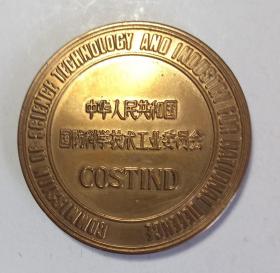 COMMISSION OF SCIENCE TECHNOLOGY AND INDUSTRY FOR NATIONAL DEFENCE
中华人民共和国
国防科学技术工业委员会
COSTIND